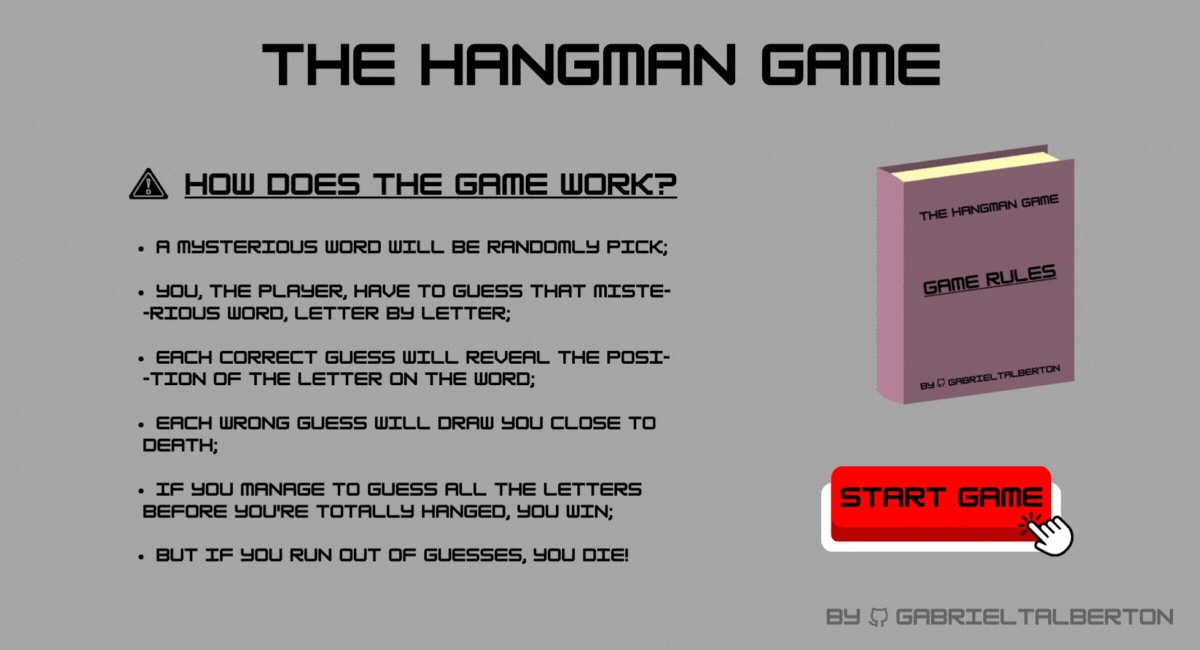 THE HANGMAN GAME
HOW DOES THE GAME WORK?
• A MYSTERIOUS WORD WILL BE RANDOMLY PICK;
• YOU, THE PLAYER, HAVE TO GUESS THAT MISTE-
-RIOUS WORD, LETTER BY LETTER;
• EACH CORRECT GUESS WILL REVEAL THE POSI-
-TION OF THE LETTER ON THE WORD;
• EACH WRONG GUESS WILL DRAW YOU CLOSE TO
DEATH;
• IF YOU MANAGE TO GUESS ALL THE LETTERS
BEFORE YOU'RE TOTALLY HANGED, YOU WIN;
• BUT IF YOU RUN OUT OF GUESSES, YOU DIE!
THE HANGMAN GAME
GAME RULES
BY GABRIELTALBERTON
START GAME
BY GABRIELTALBERTON